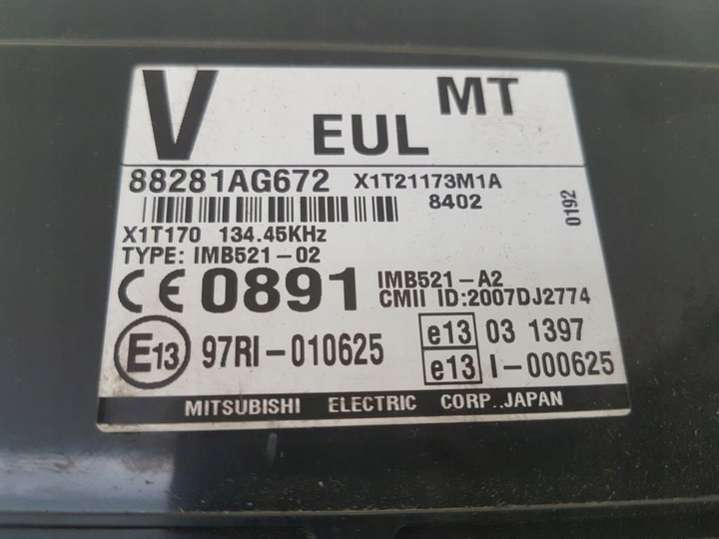 V EUL MT
88281AG672 X1T21173M1A
8402
0192
X1T170 134.45KHz
TYPE: IMB521-02
CE 0891 IMB521-A2
CMII ID:2007DJ2774
E13 97RI-010625 e13 03 1397
e13 I-000625
MITSUBISHI ELECTRIC CORP.,JAPAN